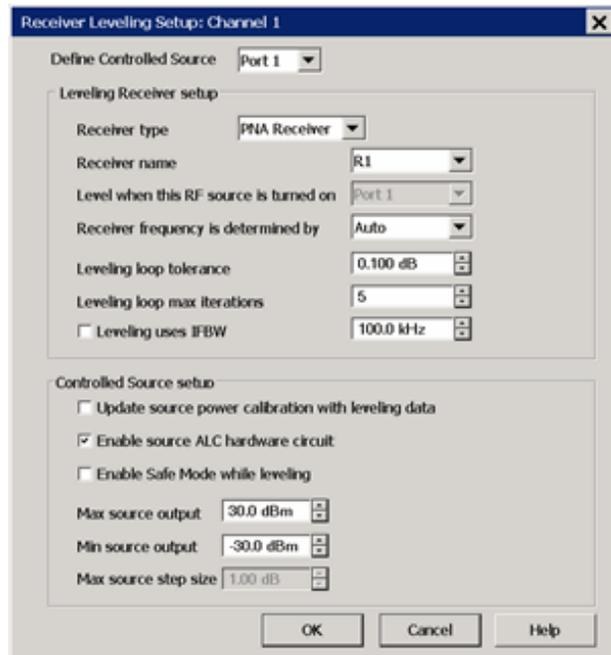 Receiver Leveling Setup: Channel 1
Define Controlled Source Port 1
Leveling Receiver setup
Receiver type PNA Receiver
Receiver name R1
Level when this RF source is turned on Port 1
Receiver frequency is determined by Auto
Leveling loop tolerance 0.100 dB
Leveling loop max iterations 5
Leveling uses IFBW 100.0 kHz
Controlled Source setup
Update source power calibration with leveling data
Enable source ALC hardware circuit
Enable Safe Mode while leveling
Max source output 30.0 dBm
Min source output -30.0 dBm
Max source step size 1.00 dB
OK Cancel Help